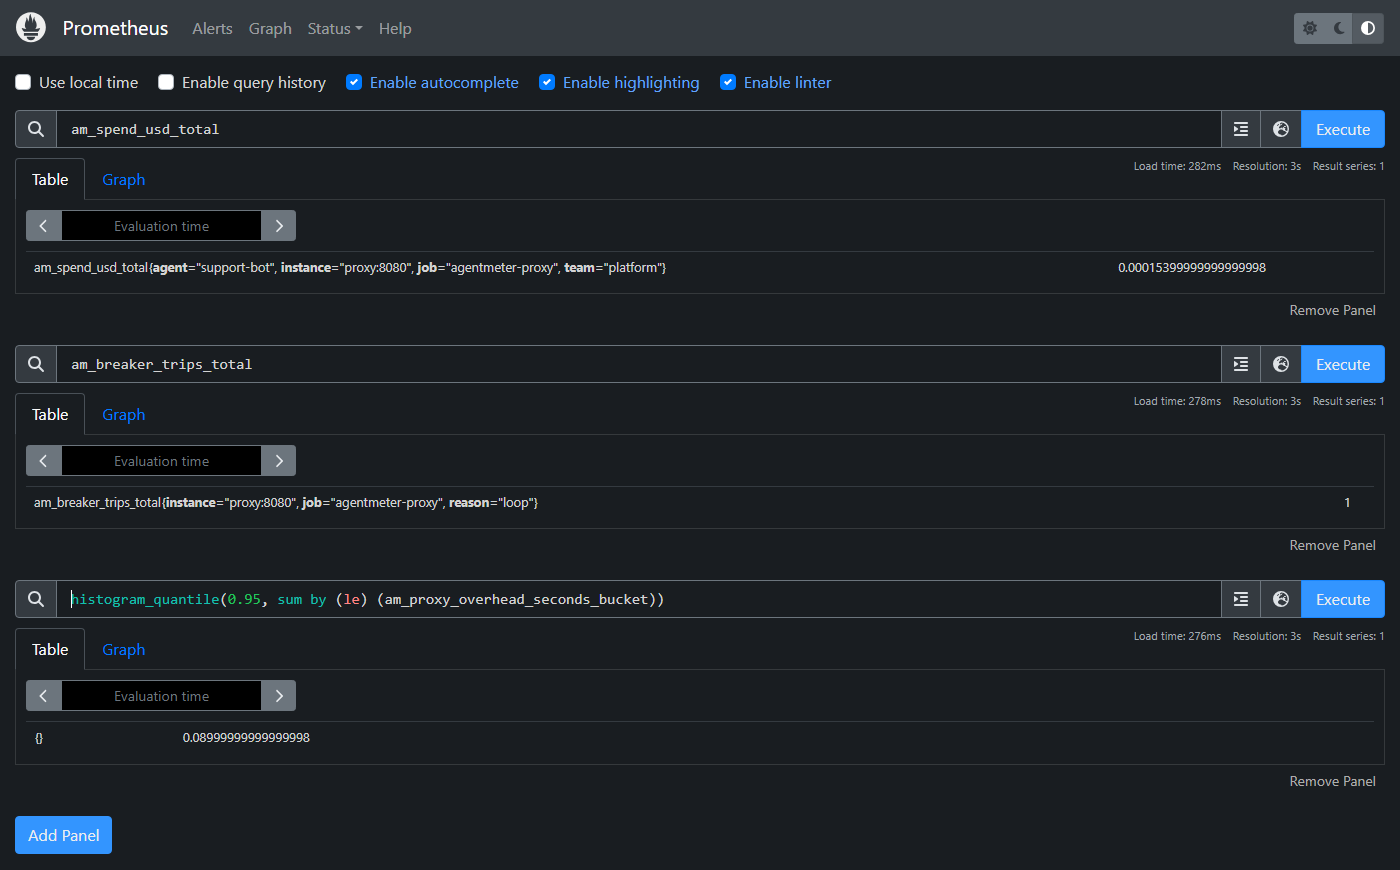 Prometheus Alerts Graph Status Help
Use local time Enable query history Enable autocomplete Enable highlighting Enable linter
am_spend_usd_total Execute
Table Graph Load time: 282ms Resolution: 3s Result series: 1
Evaluation time
am_spend_usd_total{agent="support-bot", instance="proxy:8080", job="agentmeter-proxy", team="platform"} 0.00015399999999999998
Remove Panel
am_breaker_trips_total Execute
Table Graph Load time: 278ms Resolution: 3s Result series: 1
Evaluation time
am_breaker_trips_total{instance="proxy:8080", job="agentmeter-proxy", reason="loop"} 1
Remove Panel
histogram_quantile(0.95, sum by (le) (am_proxy_overhead_seconds_bucket)) Execute
Table Graph Load time: 276ms Resolution: 3s Result series: 1
Evaluation time
{} 0.08999999999999998
Remove Panel
Add Panel